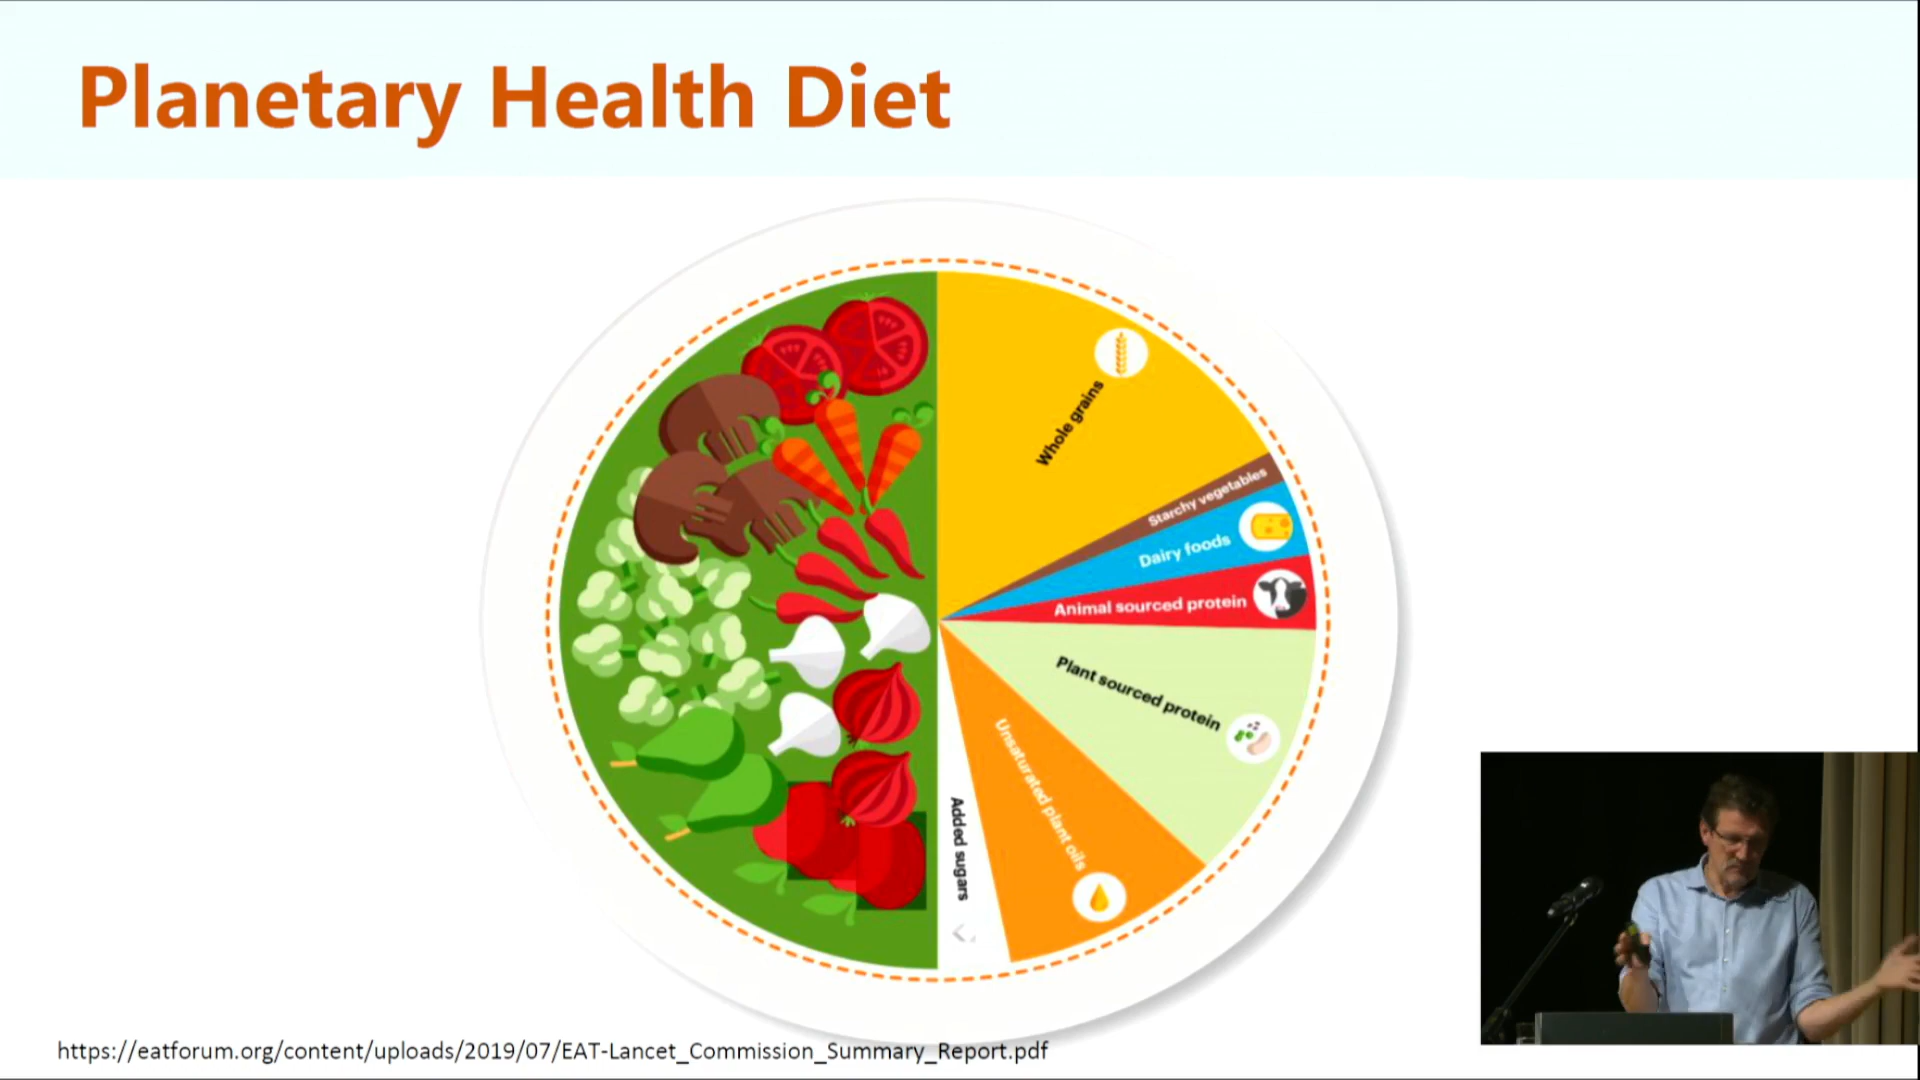 Planetary Health Diet
Whole grains
Starchy vegetables
Dairy foods
Animal sourced protein
Plant sourced protein
Unsaturated plant oils
Added sugars
https://eatforum.org/content/uploads/2019/07/EAT-Lancet_Commission_Summary_Report.pdf